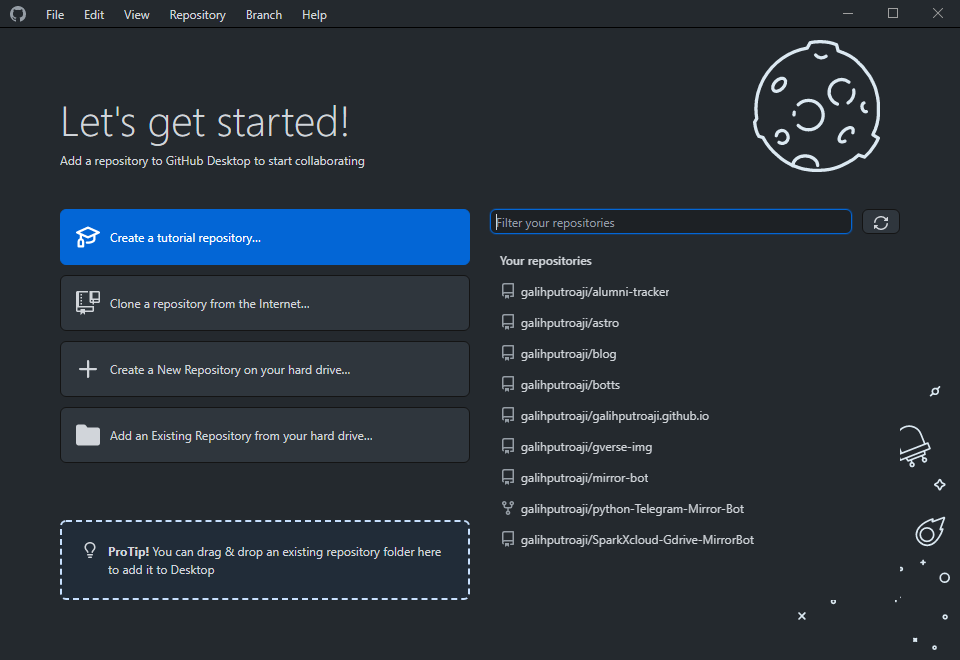 File Edit View Repository Branch Help
Let's get started!
Add a repository to GitHub Desktop to start collaborating
Create a tutorial repository...
Clone a repository from the Internet...
Create a New Repository on your hard drive...
Add an Existing Repository from your hard drive...
ProTip! You can drag & drop an existing repository folder here
to add it to Desktop
Filter your repositories
Your repositories
galihputroaji/alumni-tracker
galihputroaji/astro
galihputroaji/blog
galihputroaji/botts
galihputroaji/galihputroaji.github.io
galihputroaji/gverse-img
galihputroaji/mirror-bot
galihputroaji/python-Telegram-Mirror-Bot
galihputroaji/SparkXcloud-Gdrive-MirrorBot